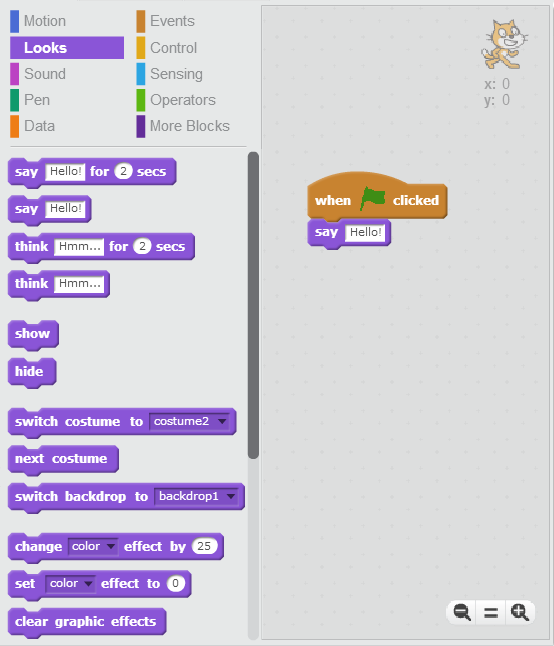 Motion Events
Looks Control
Sound Sensing
Pen Operators
Data More Blocks
say Hello! for 2 secs
say Hello!
think Hmm... for 2 secs
think Hmm...
show
hide
switch costume to costume2
next costume
switch backdrop to backdrop1
change color effect by 25
set color effect to 0
clear graphic effects
x: 0
y: 0
when clicked
say Hello!